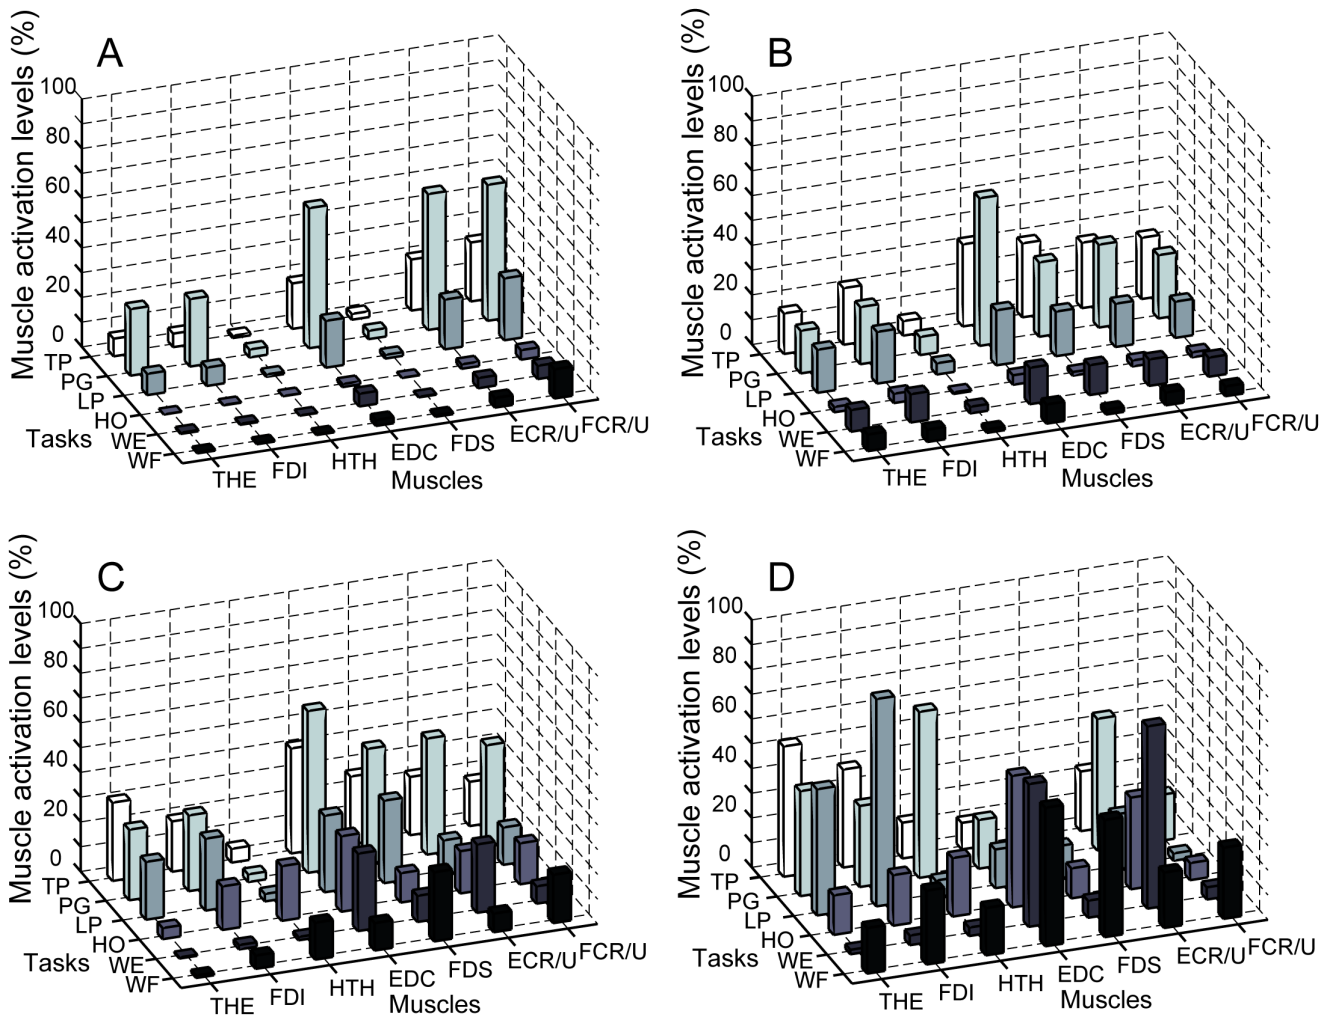 A
Muscle activation levels (%)
100
80
60
40
20
0
TP
PG
LP
HO
WE
WF
Tasks
THE
FDI
HTH
EDC
FDS
ECR/U
FCR/U
Muscles
B
Muscle activation levels (%)
100
80
60
40
20
0
TP
PG
LP
HO
WE
WF
Tasks
THE
FDI
HTH
EDC
FDS
ECR/U
FCR/U
Muscles
C
Muscle activation levels (%)
100
80
60
40
20
0
TP
PG
LP
HO
WE
WF
Tasks
THE
FDI
HTH
EDC
FDS
ECR/U
FCR/U
Muscles
D
Muscle activation levels (%)
100
80
60
40
20
0
TP
PG
LP
HO
WE
WF
Tasks
THE
FDI
HTH
EDC
FDS
ECR/U
FCR/U
Muscles